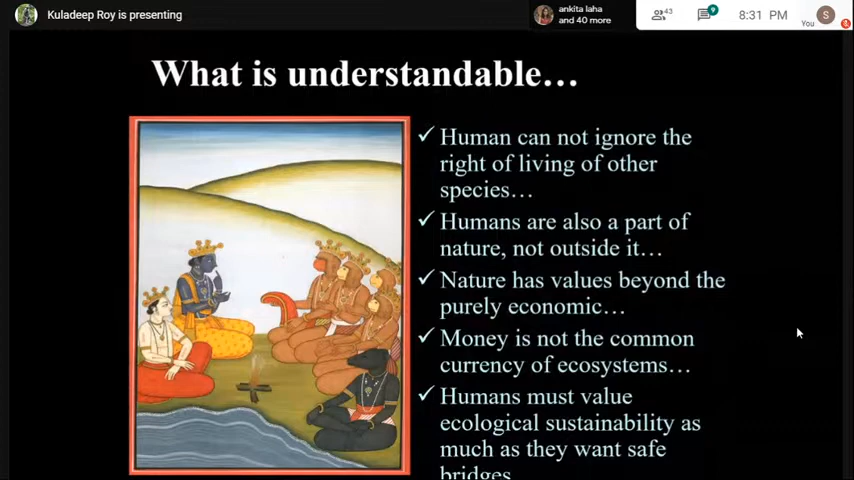 Kuladeep Roy is presenting
ankita laha
and 40 more
43
9
8:31 PM
You
S
What is understandable...
✓ Human can not ignore the
right of living of other
species...
✓ Humans are also a part of
nature, not outside it...
✓ Nature has values beyond the
purely economic...
✓ Money is not the common
currency of ecosystems...
✓ Humans must value
ecological sustainability as
much as they want safe
bridges